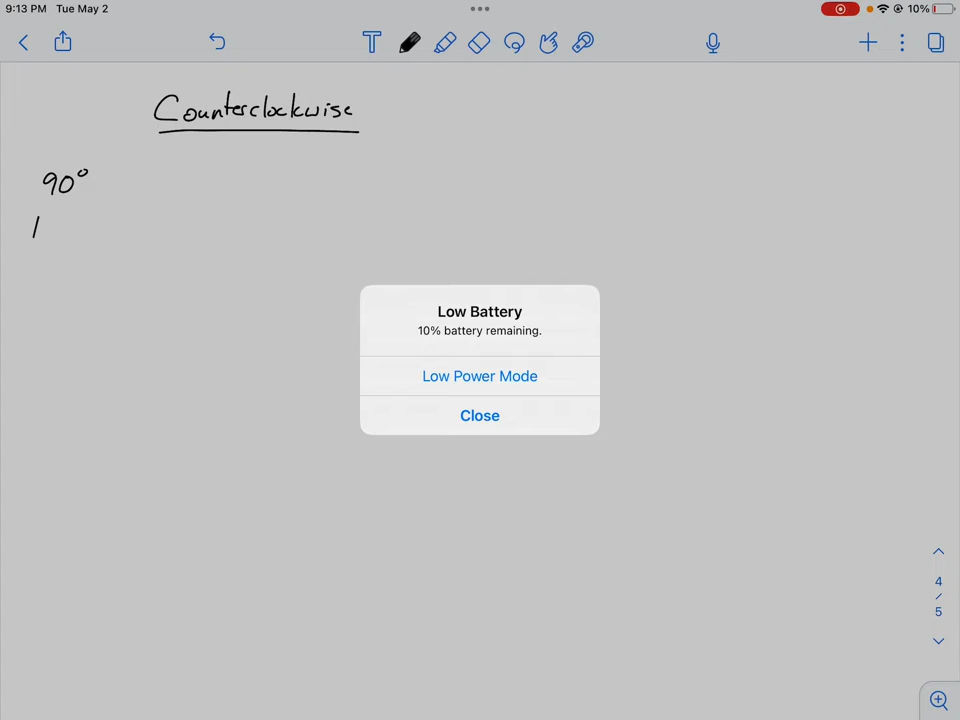 9:13 PM Tue May 2
10%
T
Counterclockwise
90°
Low Battery
10% battery remaining.
Low Power Mode
Close
4
/
5